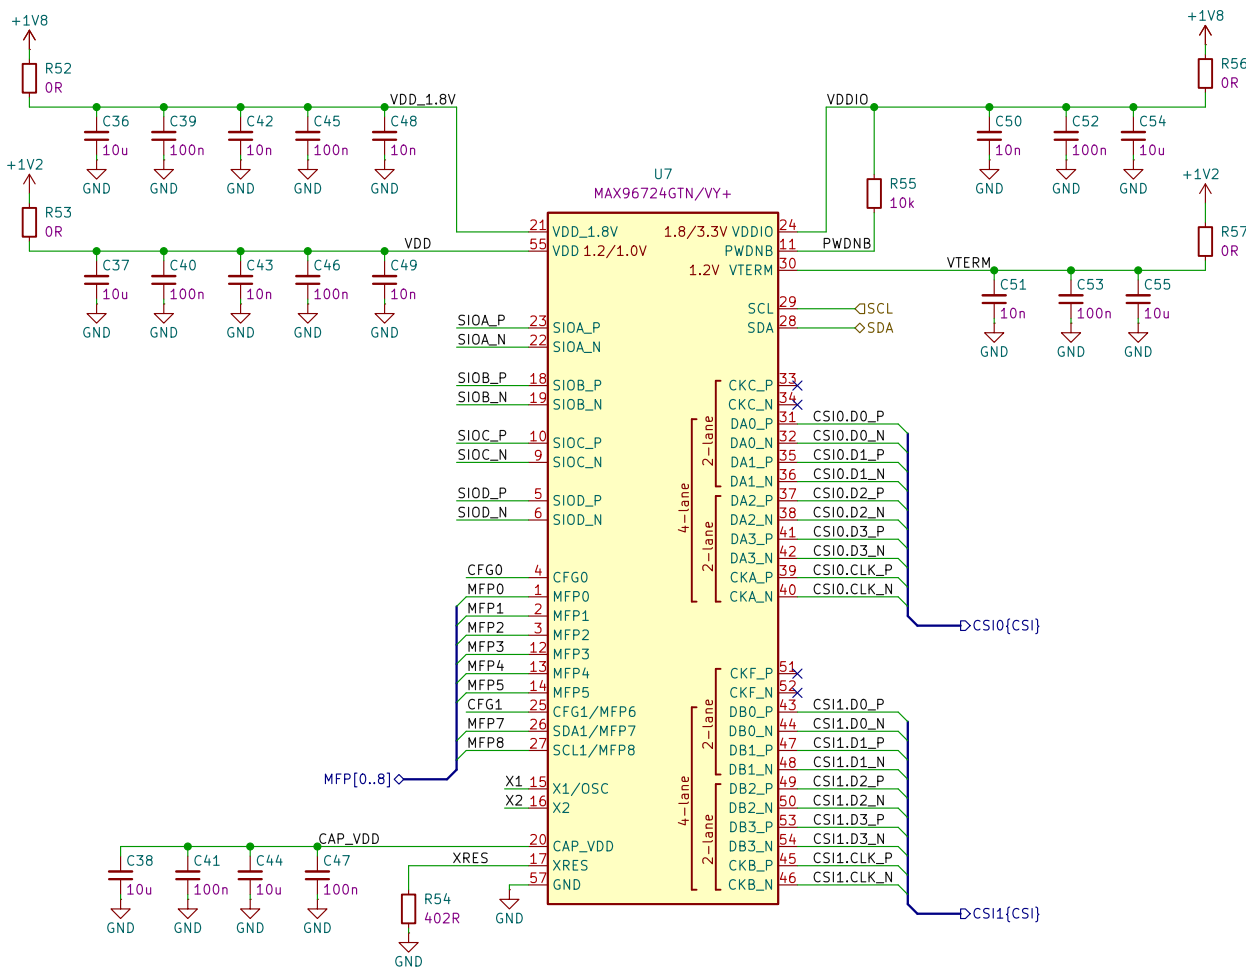 +1V8
R52
0R
VDD_1.8V
C36
10u
GND
C39
100n
GND
C42
10n
GND
C45
100n
GND
C48
10n
GND
+1V2
R53
0R
VDD
C37
10u
GND
C40
100n
GND
C43
10n
GND
C46
100n
GND
C49
10n
GND
+1V8
R56
0R
VDDIO
C50
10n
GND
C52
100n
GND
C54
10u
GND
R55
10k
PWDNB
+1V2
R57
0R
VTERM
C51
10n
GND
C53
100n
GND
C55
10u
GND
U7
MAX96724GTN/VY+
21 VDD_1.8V
55 VDD 1.2/1.0V
1.8/3.3V VDDIO 24
PWDNB 11
1.2V VTERM 30
SCL 29 SCL
SDA 28 SDA
SIOA_P 23 SIOA_P
SIOA_N 22 SIOA_N
SIOB_P 18 SIOB_P
SIOB_N 19 SIOB_N
SIOC_P 10 SIOC_P
SIOC_N 9 SIOC_N
SIOD_P 5 SIOD_P
SIOD_N 6 SIOD_N
CFG0 4 CFG0
MFP0 1 MFP0
MFP1 2 MFP1
MFP2 3 MFP2
MFP3 12 MFP3
MFP4 13 MFP4
MFP5 14 MFP5
CFG1 25 CFG1/MFP6
MFP7 26 SDA1/MFP7
MFP8 27 SCL1/MFP8
MFP[0..8]
X1 15 X1/OSC
X2 16 X2
CAP_VDD 20 CAP_VDD
XRES 17 XRES
57 GND
GND
C38
10u
GND
C41
100n
GND
C44
10u
GND
C47
100n
GND
R54
402R
GND
4-lane
2-lane
2-lane
CKC_P 33
CKC_N 34
DA0_P 31 CSI0.D0_P
DA0_N 32 CSI0.D0_N
DA1_P 35 CSI0.D1_P
DA1_N 36 CSI0.D1_N
DA2_P 37 CSI0.D2_P
DA2_N 38 CSI0.D2_N
DA3_P 41 CSI0.D3_P
DA3_N 42 CSI0.D3_N
CKA_P 39 CSI0.CLK_P
CKA_N 40 CSI0.CLK_N
CSI0{CSI}
4-lane
2-lane
2-lane
CKF_P 51
CKF_N 52
DB0_P 43 CSI1.D0_P
DB0_N 44 CSI1.D0_N
DB1_P 47 CSI1.D1_P
DB1_N 48 CSI1.D1_N
DB2_P 49 CSI1.D2_P
DB2_N 50 CSI1.D2_N
DB3_P 53 CSI1.D3_P
DB3_N 54 CSI1.D3_N
CKB_P 45 CSI1.CLK_P
CKB_N 46 CSI1.CLK_N
CSI1{CSI}